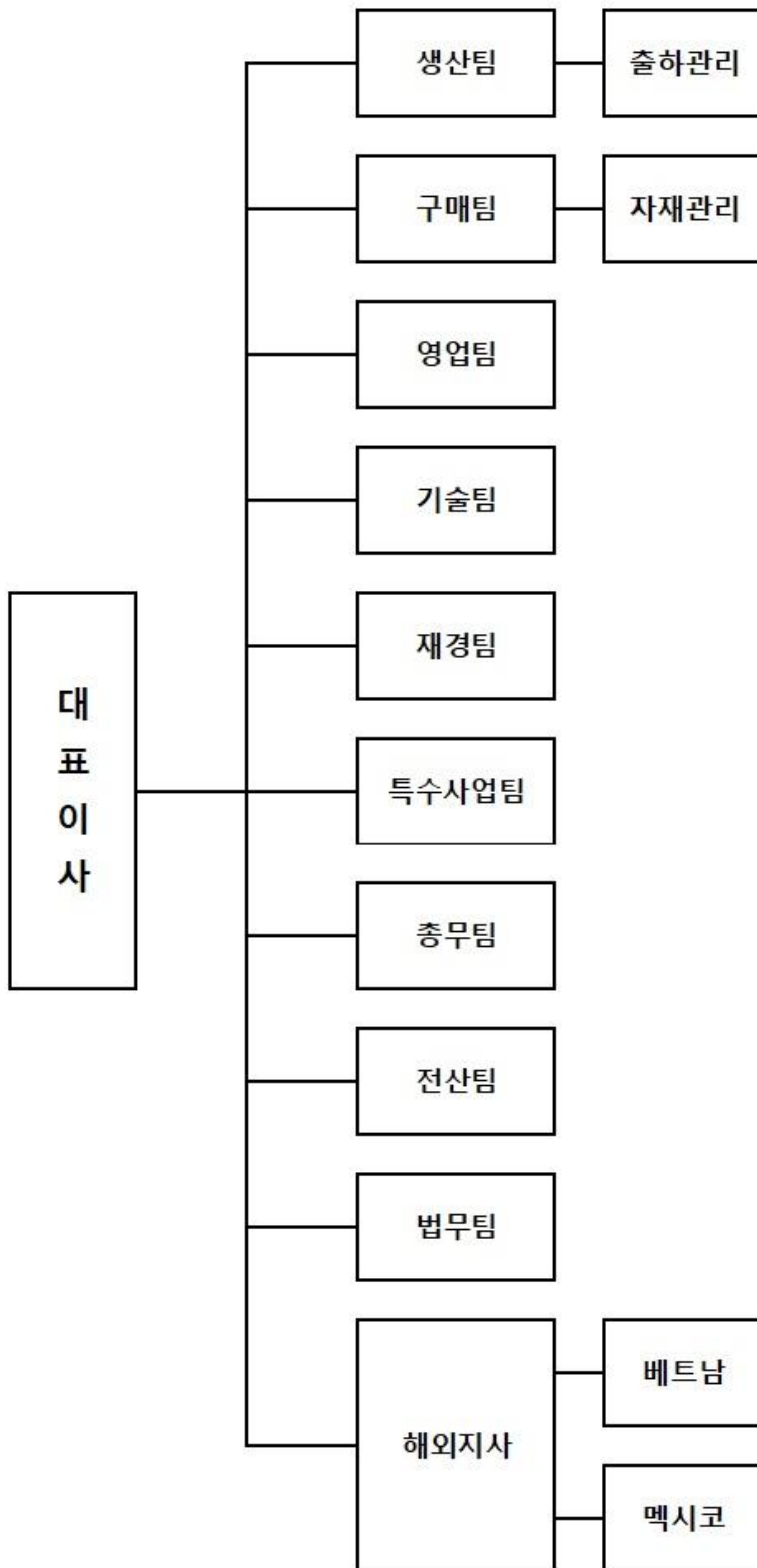 생산팀
출하관리
구매팀
자재관리
영업팀
기술팀
재경팀
대
표
이
사
특수사업팀
총무팀
전산팀
법무팀
해외지사
베트남
멕시코